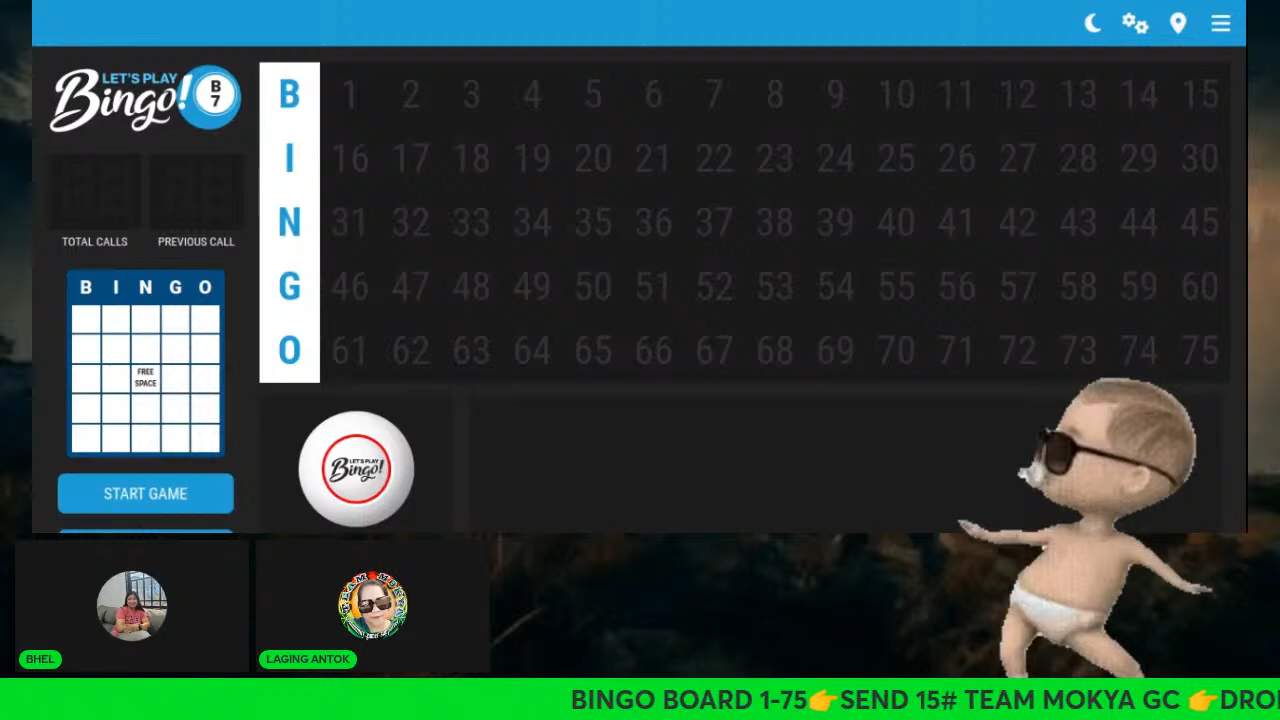 LET'S PLAY
Bingo!
B
7
TOTAL CALLS
PREVIOUS CALL
B I N G O
FREE
SPACE
START GAME
B 1 2 3 4 5 6 7 8 9 10 11 12 13 14 15
I 16 17 18 19 20 21 22 23 24 25 26 27 28 29 30
N 31 32 33 34 35 36 37 38 39 40 41 42 43 44 45
G 46 47 48 49 50 51 52 53 54 55 56 57 58 59 60
O 61 62 63 64 65 66 67 68 69 70 71 72 73 74 75
LET'S PLAY
Bingo!
BHEL
LAGING ANTOK
BINGO BOARD 1-75👉SEND 15# TEAM MOKYA GC 👉DRO